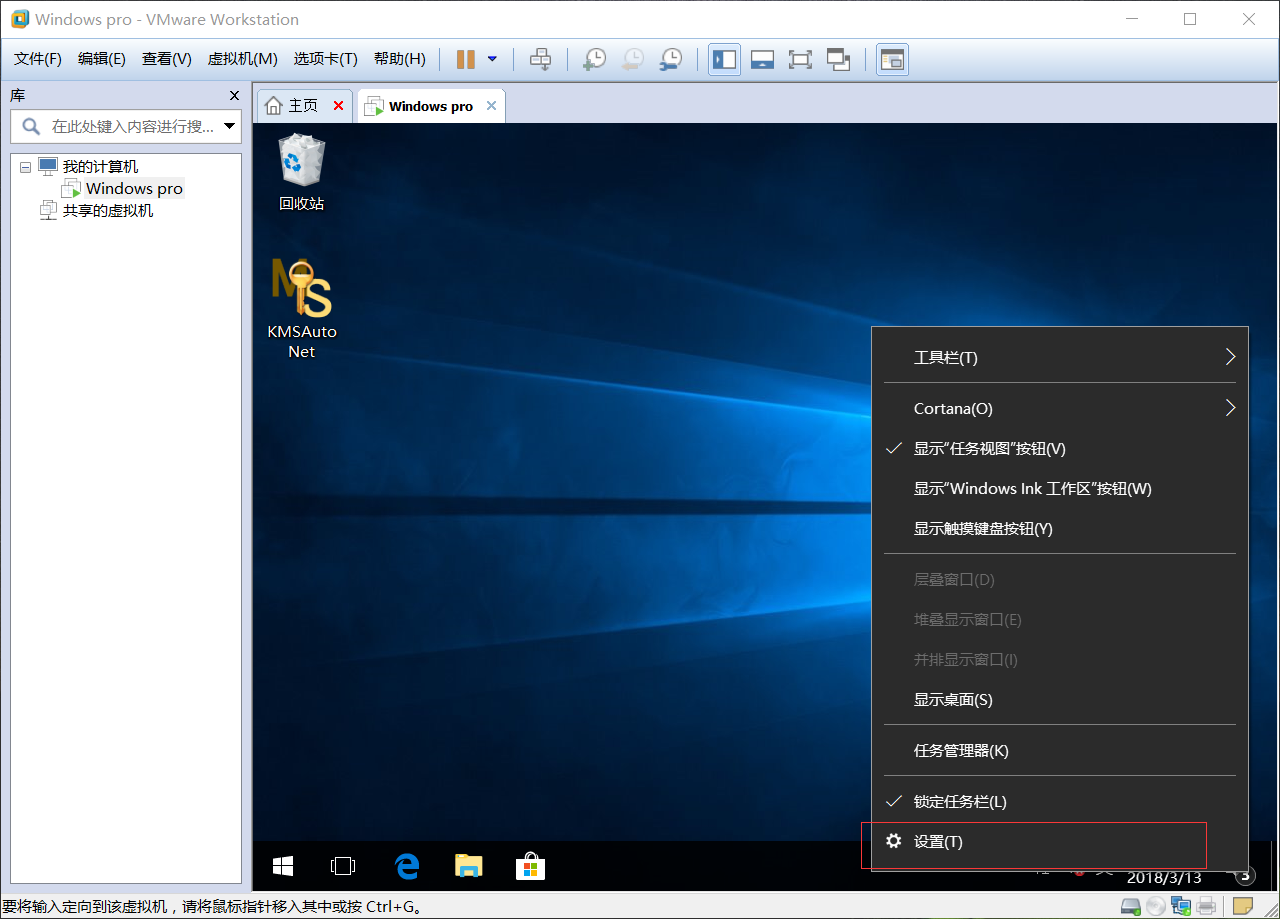 Windows pro - VMware Workstation
文件(F) 编辑(E) 查看(V) 虚拟机(M) 选项卡(T) 帮助(H)
库
主页
Windows pro
在此处键入内容进行搜...
我的计算机
Windows pro
共享的虚拟机
回收站
KMSAuto
Net
工具栏(T)
Cortana(O)
显示“任务视图”按钮(V)
显示“Windows Ink 工作区”按钮(W)
显示触摸键盘按钮(Y)
层叠窗口(D)
堆叠显示窗口(E)
并排显示窗口(I)
显示桌面(S)
任务管理器(K)
锁定任务栏(L)
设置(T)
2018/3/13
3
要将输入定向到该虚拟机，请将鼠标指针移入其中或按 Ctrl+G。